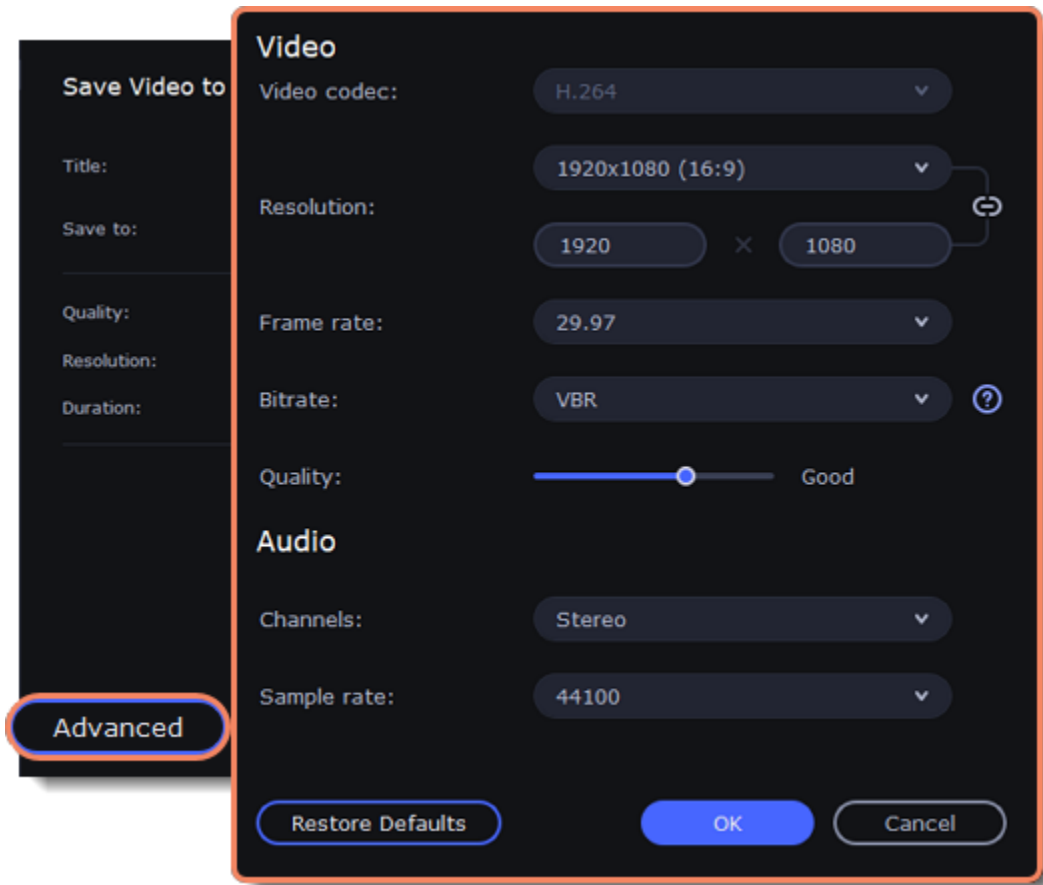 Save Video to
Title:
Save to:
Quality:
Resolution:
Duration:
Advanced
Video
Video codec: H.264
Resolution: 1920x1080 (16:9)
1920 × 1080
Frame rate: 29.97
Bitrate: VBR ?
Quality: Good
Audio
Channels: Stereo
Sample rate: 44100
Restore Defaults OK Cancel